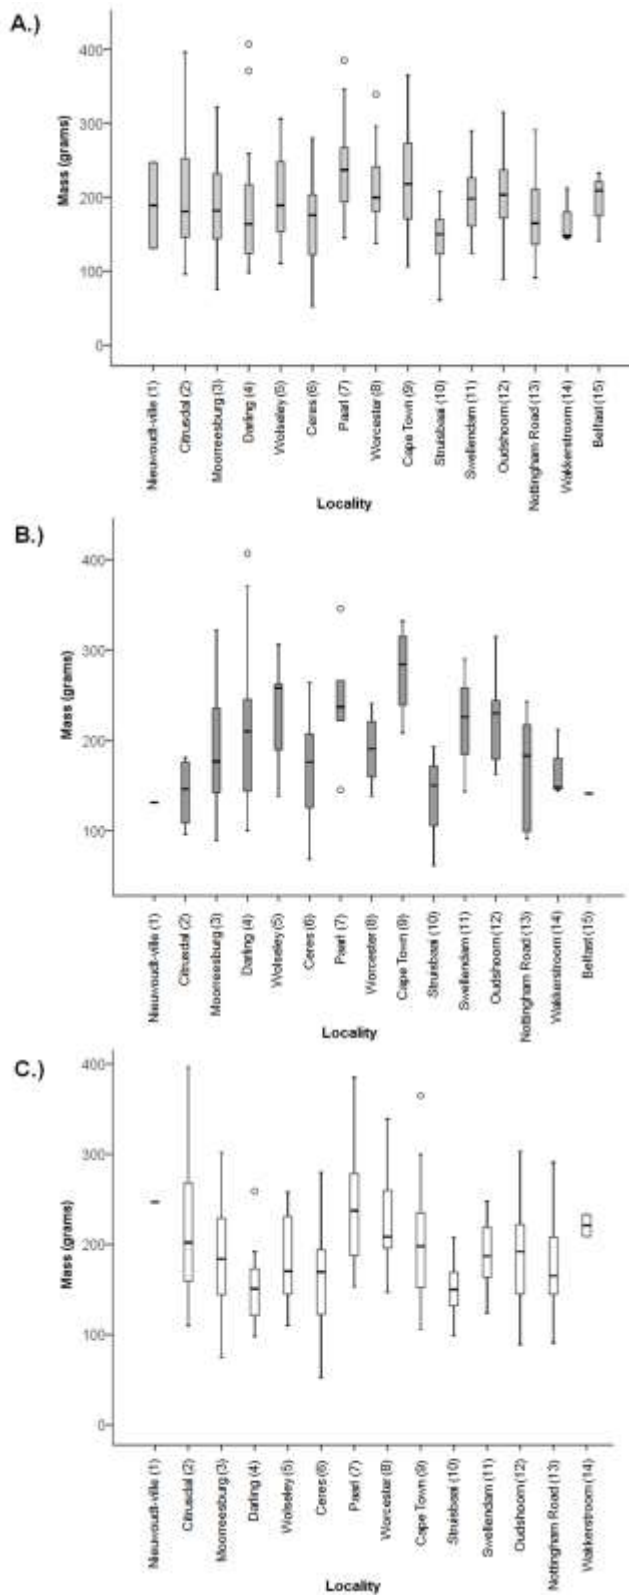 A.)
Mass (grams)
400
300
200
100
0
Nieuwoudt-ville (1)
Citrusdal (2)
Moorreesburg (3)
Darling (4)
Wolseley (5)
Ceres (6)
Paarl (7)
Worcester (8)
Cape Town (9)
Struisbaai (10)
Swellendam (11)
Oudshoorn (12)
Nottingham Road (13)
Wakkerstroom (14)
Belfast (15)
Locality
B.)
Mass (grams)
400
300
200
100
Nieuwoudt-ville (1)
Citrusdal (2)
Moorreesburg (3)
Darling (4)
Wolseley (5)
Ceres (6)
Paarl (7)
Worcester (8)
Cape Town (9)
Struisbaai (10)
Swellendam (11)
Oudshoorn (12)
Nottingham Road (13)
Wakkerstroom (14)
Belfast (15)
Locality
C.)
Mass (grams)
400
300
200
100
0
Nieuwoudt-ville (1)
Citrusdal (2)
Moorreesburg (3)
Darling (4)
Wolseley (5)
Ceres (6)
Paarl (7)
Worcester (8)
Cape Town (9)
Struisbaai (10)
Swellendam (11)
Oudshoorn (12)
Nottingham Road (13)
Wakkerstroom (14)
Locality